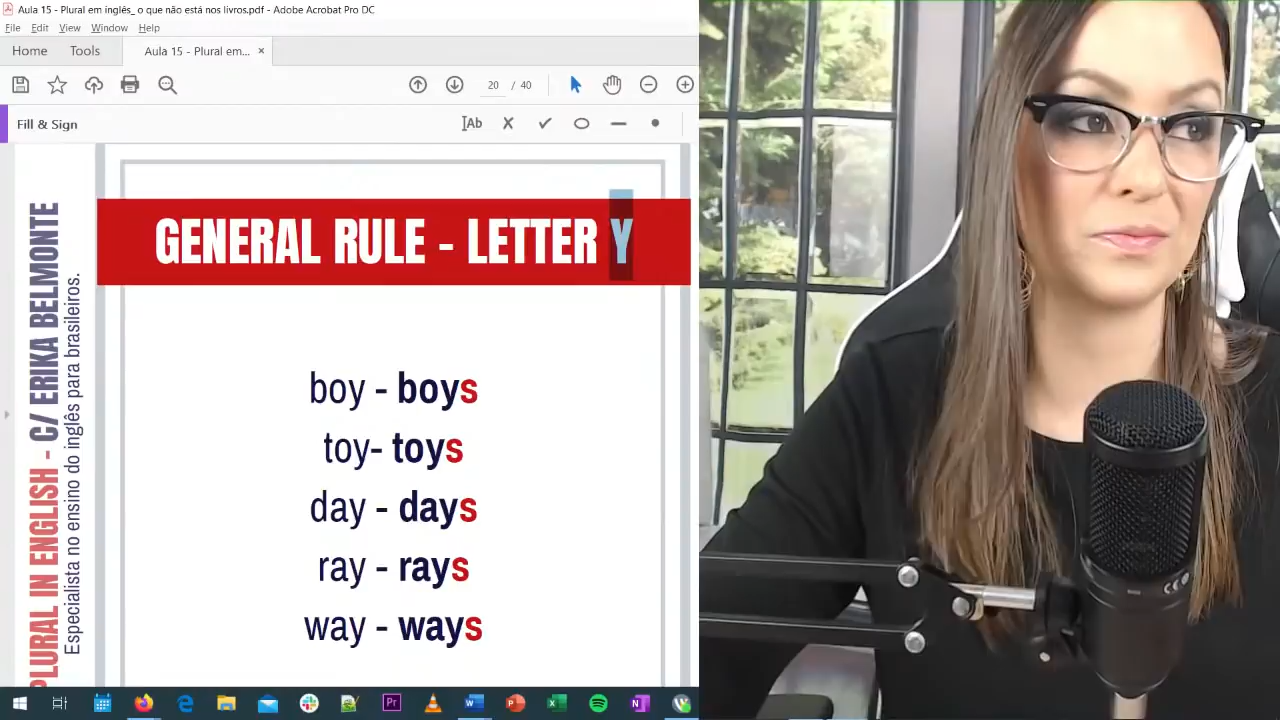 Aula 15 - Plural em inglês_ o que não está nos livros.pdf - Adobe Acrobat Pro DC
File Edit View Window Help
Home Tools Aula 15 - Plural em... ×
20 / 40
Fill & Sign
Ab
PLURAL IN ENGLISH - C/ ERIKA BELMONTE
Especialista no ensino do inglês para brasileiros.
GENERAL RULE - LETTER Y
boy - boys
toy- toys
day - days
ray - rays
way - ways